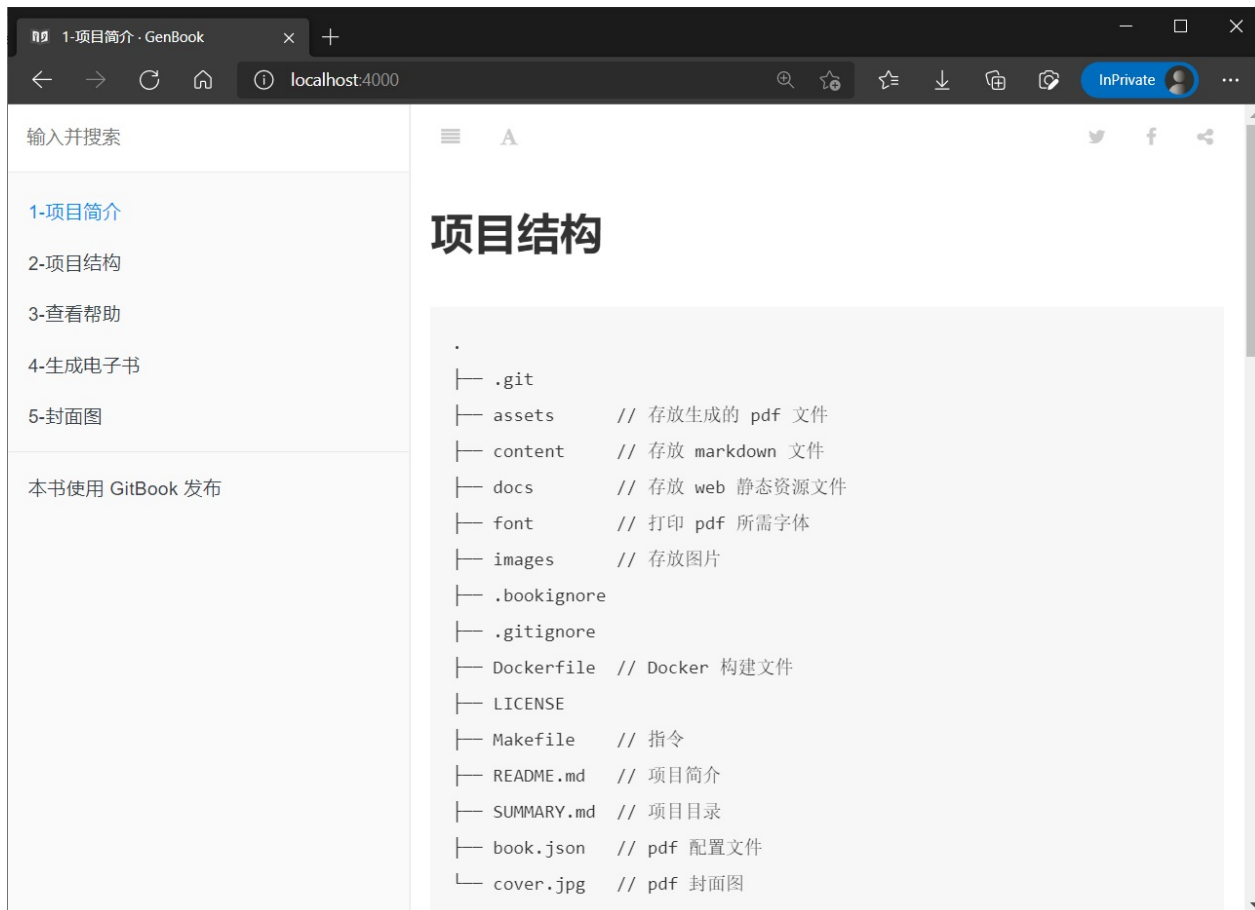 1-项目简介 · GenBook
localhost:4000
InPrivate
输入并搜索
A
1-项目简介
2-项目结构
3-查看帮助
4-生成电子书
5-封面图
本书使用 GitBook 发布
项目结构
.
├── .git
├── assets      // 存放生成的 pdf 文件
├── content     // 存放 markdown 文件
├── docs        // 存放 web 静态资源文件
├── font        // 打印 pdf 所需字体
├── images      // 存放图片
├── .bookignore
├── .gitignore
├── Dockerfile  // Docker 构建文件
├── LICENSE
├── Makefile    // 指令
├── README.md   // 项目简介
├── SUMMARY.md  // 项目目录
├── book.json   // pdf 配置文件
└── cover.jpg   // pdf 封面图